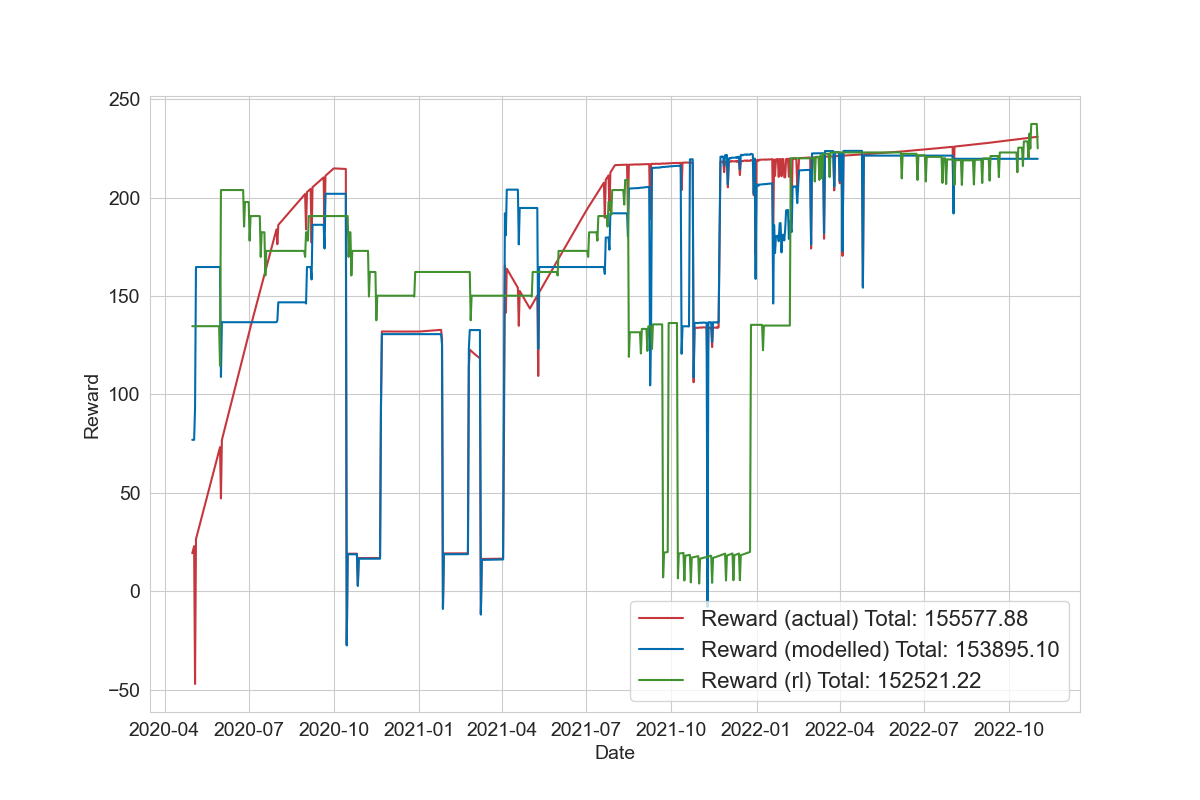 250
200
150
100
50
0
−50
Reward
Reward (actual) Total: 155577.88
Reward (modelled) Total: 153895.10
Reward (rl) Total: 152521.22
2020-04 2020-07 2020-10 2021-01 2021-04 2021-07 2021-10 2022-01 2022-04 2022-07 2022-10
Date